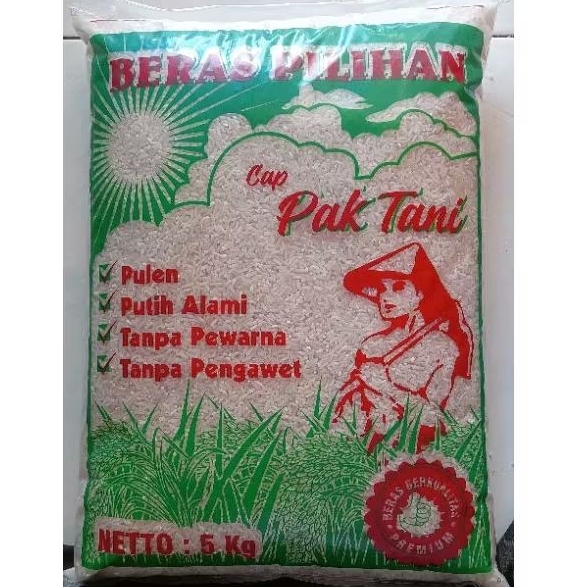 BERAS PILIHAN
Cap
Pak Tani
Pulen
Putih Alami
Tanpa Pewarna
Tanpa Pengawet
BERAS BERKUALITAS
PREMIUM
NETTO : 5 Kg